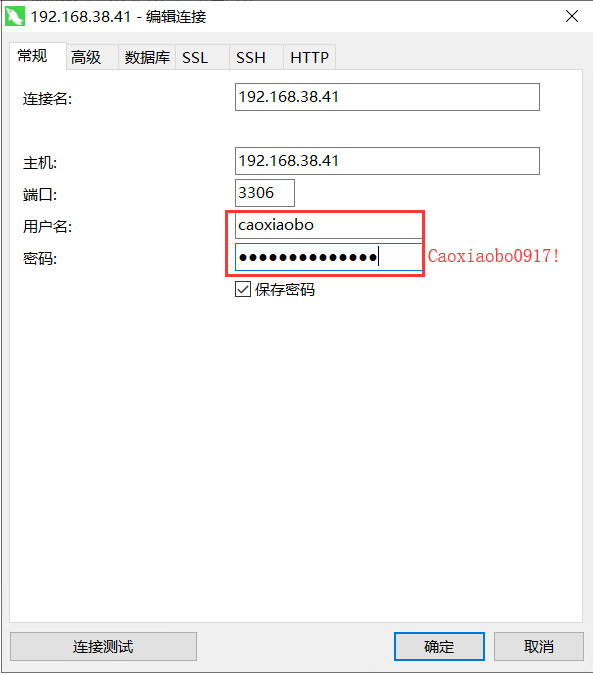 192.168.38.41 - 编辑连接
常规 高级 数据库 SSL SSH HTTP
连接名: 192.168.38.41
主机: 192.168.38.41
端口: 3306
用户名: caoxiaobo
密码: ●●●●●●●●●●●●●● Caoxiaobo0917!
保存密码
连接测试 确定 取消